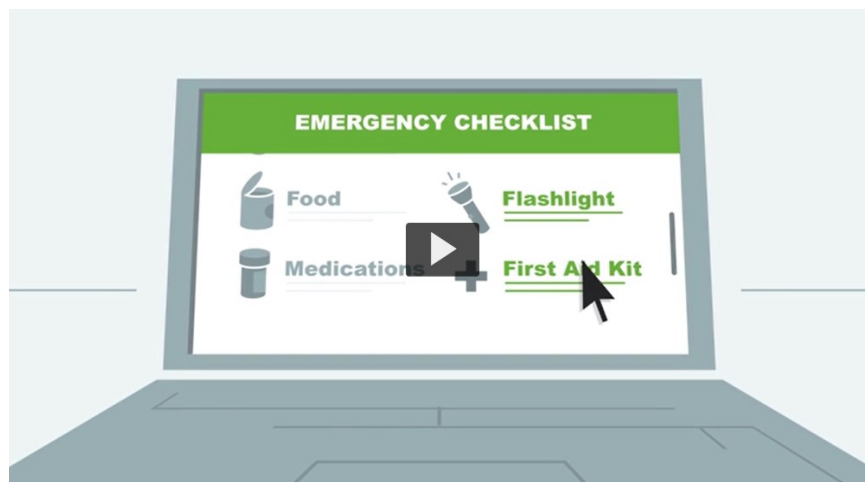 EMERGENCY CHECKLIST
Food
Flashlight
Medications
First Aid Kit